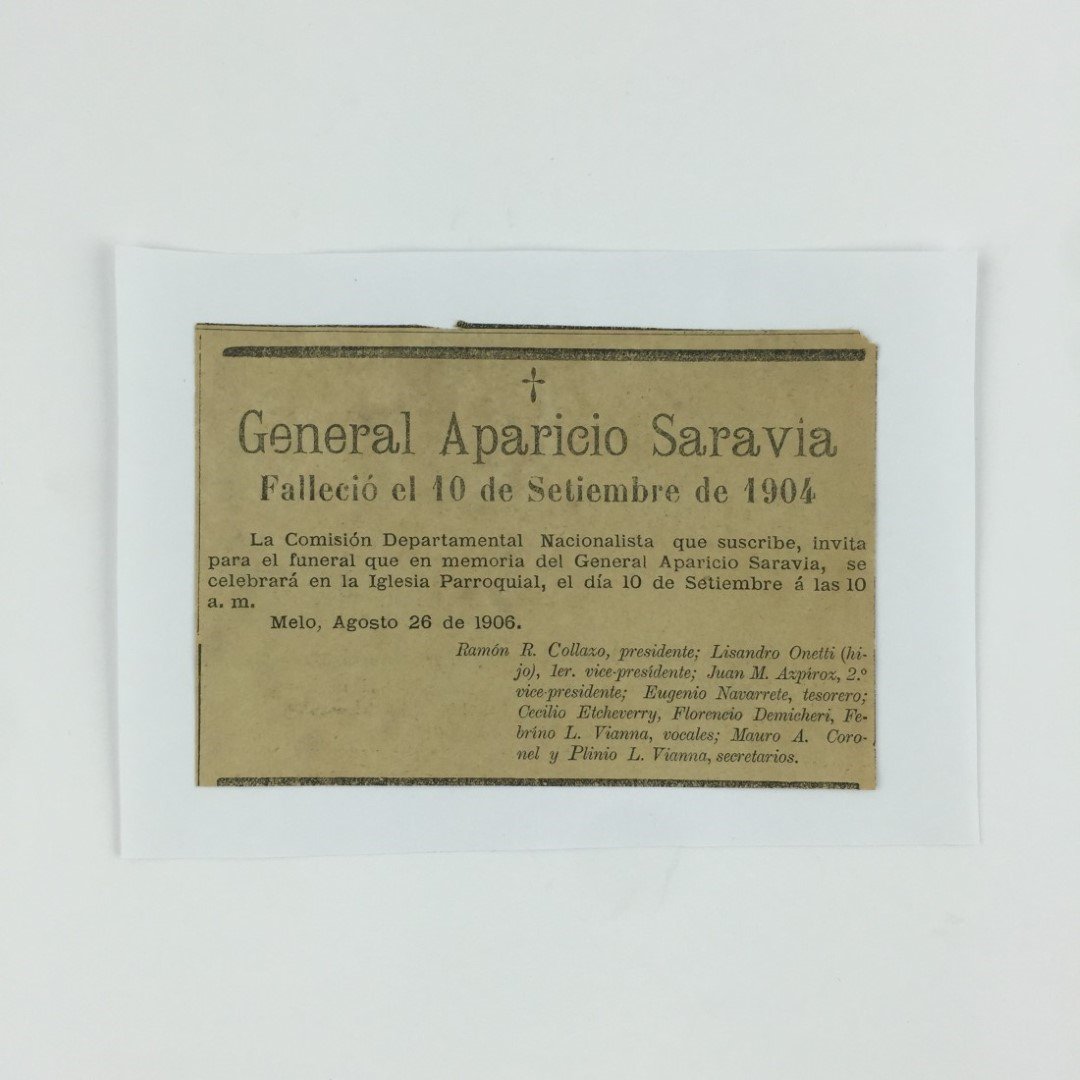 General Aparicio Saravia
Falleció el 10 de Setiembre de 1904
La Comisión Departamental Nacionalista que suscribe, invita
para el funeral que en memoria del General Aparicio Saravia, se
celebrará en la Iglesia Parroquial, el día 10 de Setiembre á las 10
a. m.
Melo, Agosto 26 de 1906.
Ramón R. Collazo, presidente; Lisandro Onetti (hi-
jo), 1er. vice-presidente; Juan M. Azpiroz, 2.º
vice-presidente; Eugenio Navarrete, tesorero;
Cecilio Etcheverry, Florencio Demicheri, Fe-
brino L. Vianna, vocales; Mauro A. Coro-
nel y Plinio L. Vianna, secretarios.